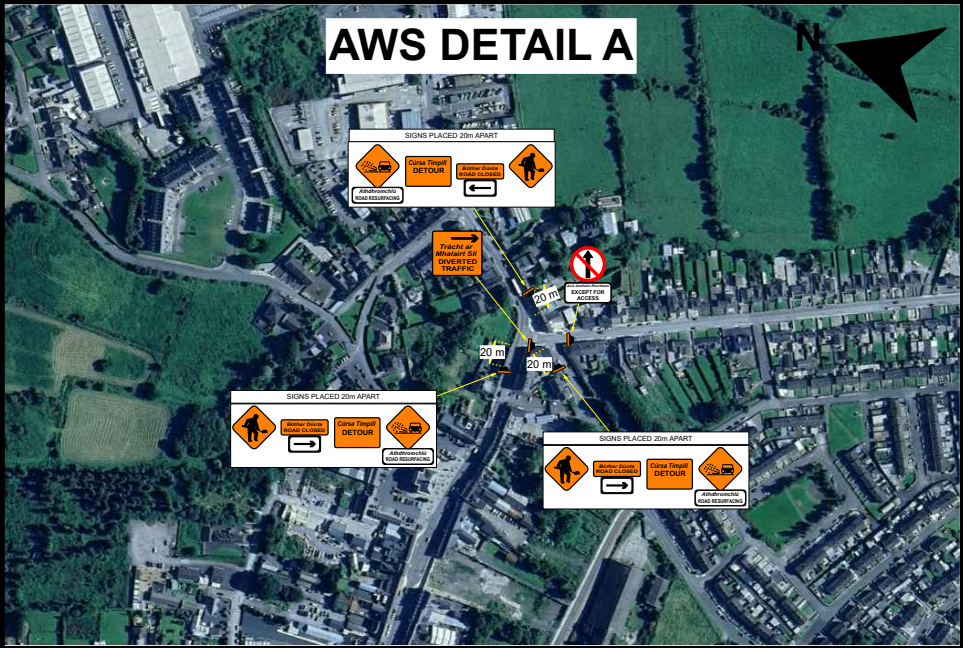 AWS DETAIL A
N
SIGNS PLACED 20m APART
Athdhromchlú
ROAD RESURFACING
Cúrsa Timpill
DETOUR
Bóthar Dúnta
ROAD CLOSED
Trácht ar
Mhalairt Slí
DIVERTED
TRAFFIC
EXCEPT FOR
ACCESS
20 m
20 m
20 m
SIGNS PLACED 20m APART
Bóthar Dúnta
ROAD CLOSED
Cúrsa Timpill
DETOUR
Athdhromchlú
ROAD RESURFACING
SIGNS PLACED 20m APART
Bóthar Dúnta
ROAD CLOSED
Cúrsa Timpill
DETOUR
Athdhromchlú
ROAD RESURFACING